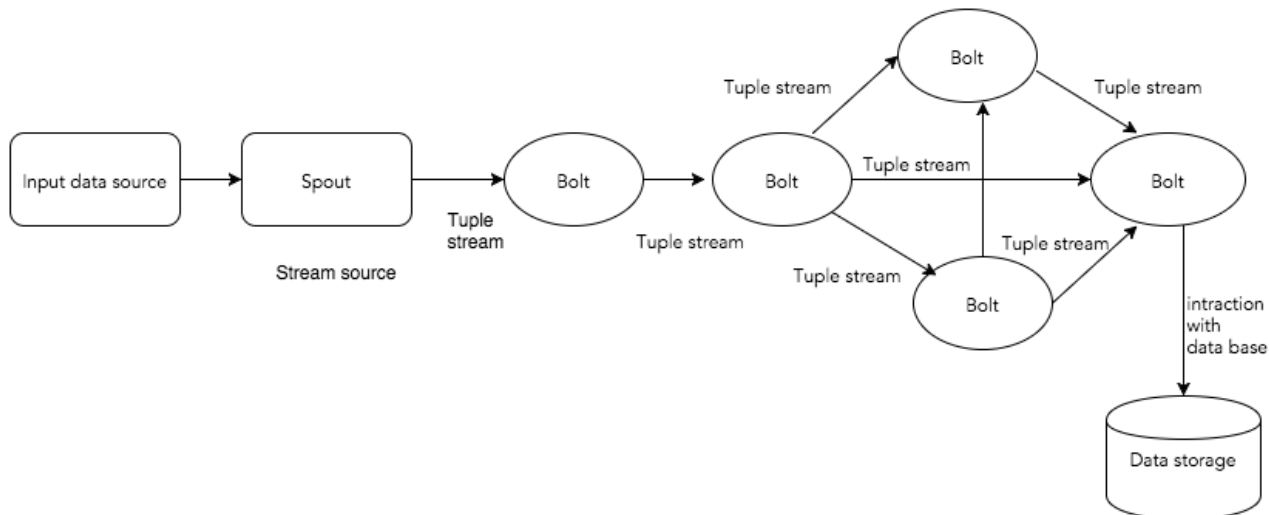 Bolt
Tuple stream
Tuple stream
Input data source
Spout
Bolt
Bolt
Tuple stream
Bolt
Tuple
stream
Tuple stream
Tuple stream
Stream source
Tuple stream
Bolt
intraction
with
data base
Data storage